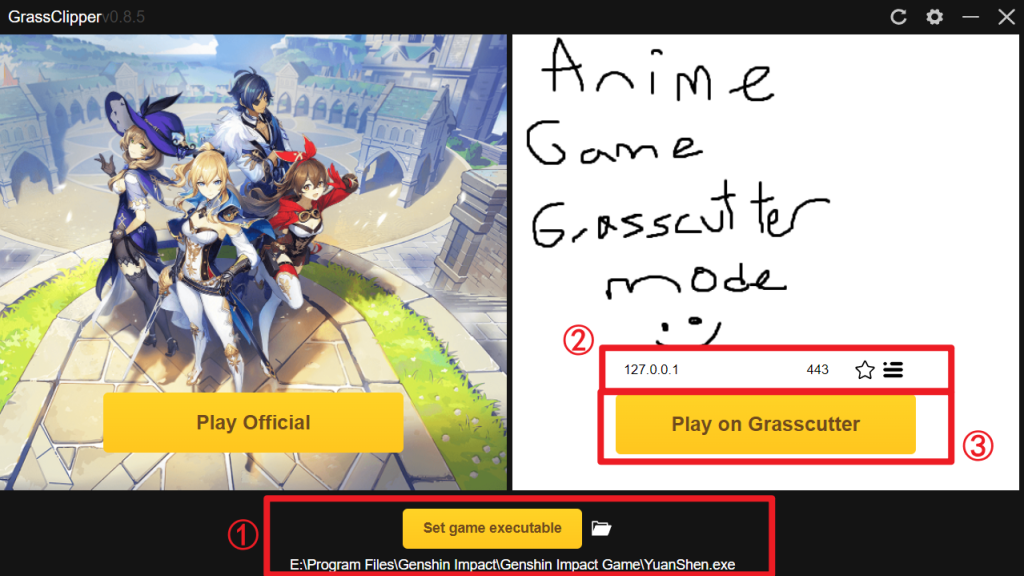 GrassClipper v0.8.5
Anime
Game
Grasscutter
mode
②
127.0.0.1 443
Play Official
Play on Grasscutter
③
①
Set game executable
E:\Program Files\Genshin Impact\Genshin Impact Game\YuanShen.exe